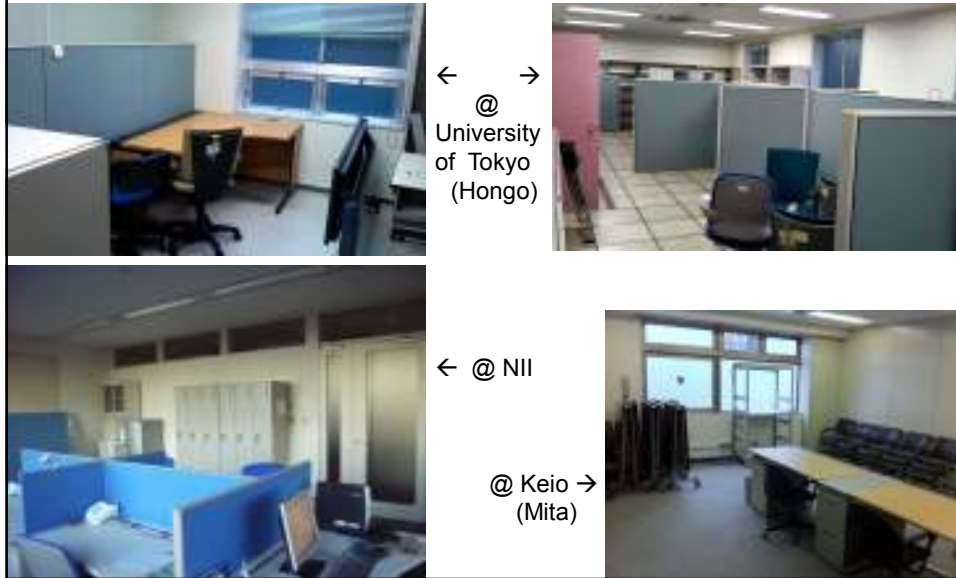 ← →
@
University
of Tokyo
(Hongo)
← @ NII
@ Keio →
(Mita)